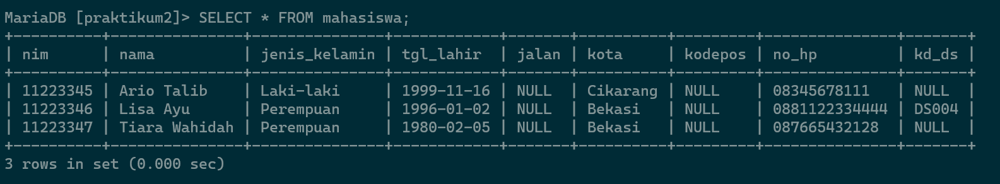 MariaDB [praktikum2]> SELECT * FROM mahasiswa;
+----------+---------------+---------------+------------+-------+----------+---------+---------------+-------+
| nim      | nama          | jenis_kelamin | tgl_lahir  | jalan | kota     | kodepos | no_hp         | kd_ds |
+----------+---------------+---------------+------------+-------+----------+---------+---------------+-------+
| 11223345 | Ario Talib    | Laki-laki     | 1999-11-16 | NULL  | Cikarang | NULL    | 08345678111   | NULL  |
| 11223346 | Lisa Ayu      | Perempuan     | 1996-01-02 | NULL  | Bekasi   | NULL    | 0881122334444 | DS004 |
| 11223347 | Tiara Wahidah | Perempuan     | 1980-02-05 | NULL  | Bekasi   | NULL    | 087665432128  | NULL  |
+----------+---------------+---------------+------------+-------+----------+---------+---------------+-------+
3 rows in set (0.000 sec)